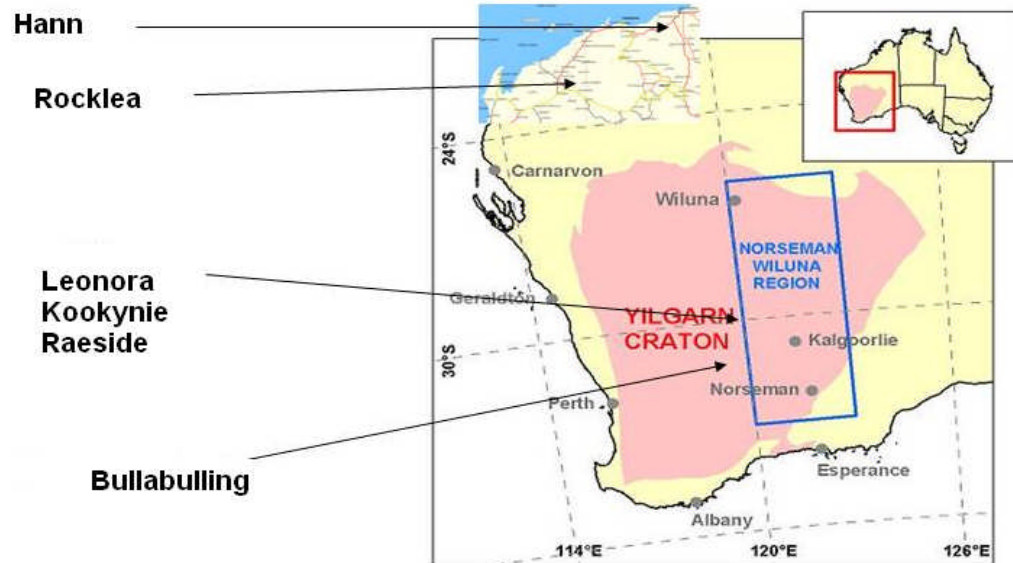 Hann
Rocklea
24°S
Carnarvon
Wiluna
NORSEMAN
WILUNA
REGION
Leonora
Kookynie
Raeside
Geraldton
YILGARN
CRATON
Kalgoorlie
30°S
Norseman
Perth
Bullabulling
Esperance
Albany
114°E
120°E
126°E